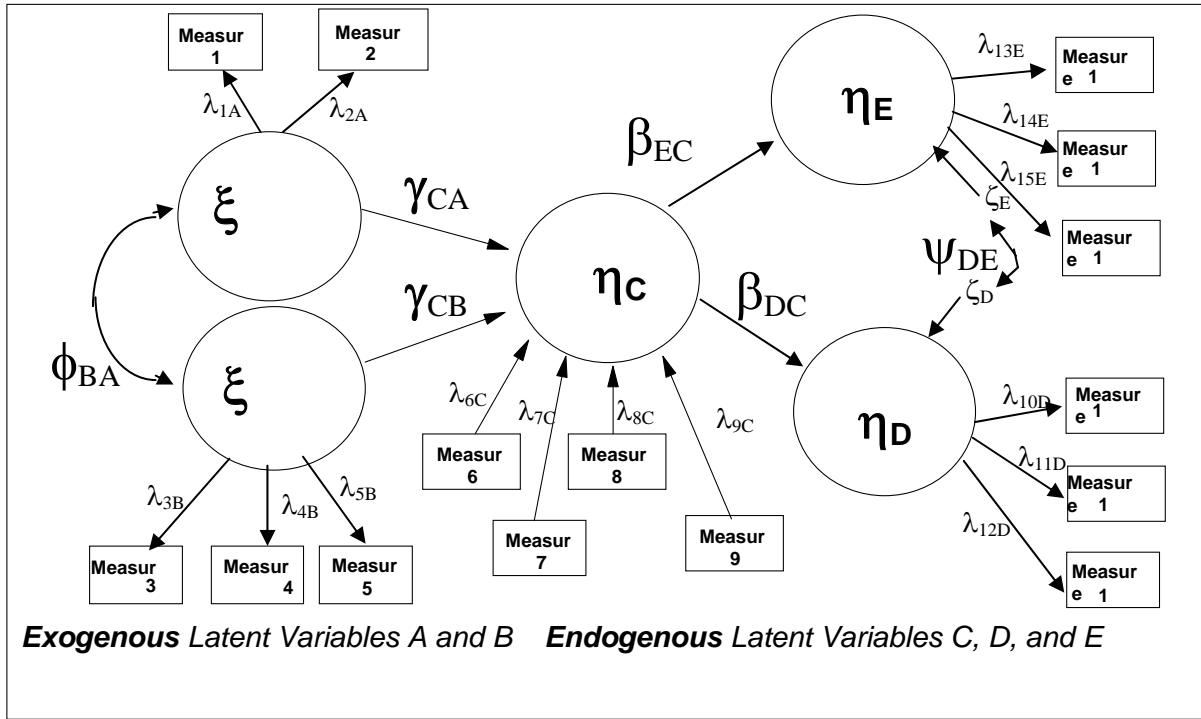 Measur
1
Measur
2
λ1A
λ2A
ξ
γCA
ϕBA
ξ
γCB
λ3B
λ4B
λ5B
Measur
3
Measur
4
Measur
5
ηC
λ6C
λ7C
λ8C
λ9C
Measur
6
Measur
7
Measur
8
Measur
9
βEC
βDC
ηE
λ13E
λ14E
λ15E
Measur
e 1
Measur
e 1
Measur
e 1
ζE
ψDE
ζD
ηD
λ10D
λ11D
λ12D
Measur
e 1
Measur
e 1
Measur
e 1
Exogenous Latent Variables A and B
Endogenous Latent Variables C, D, and E